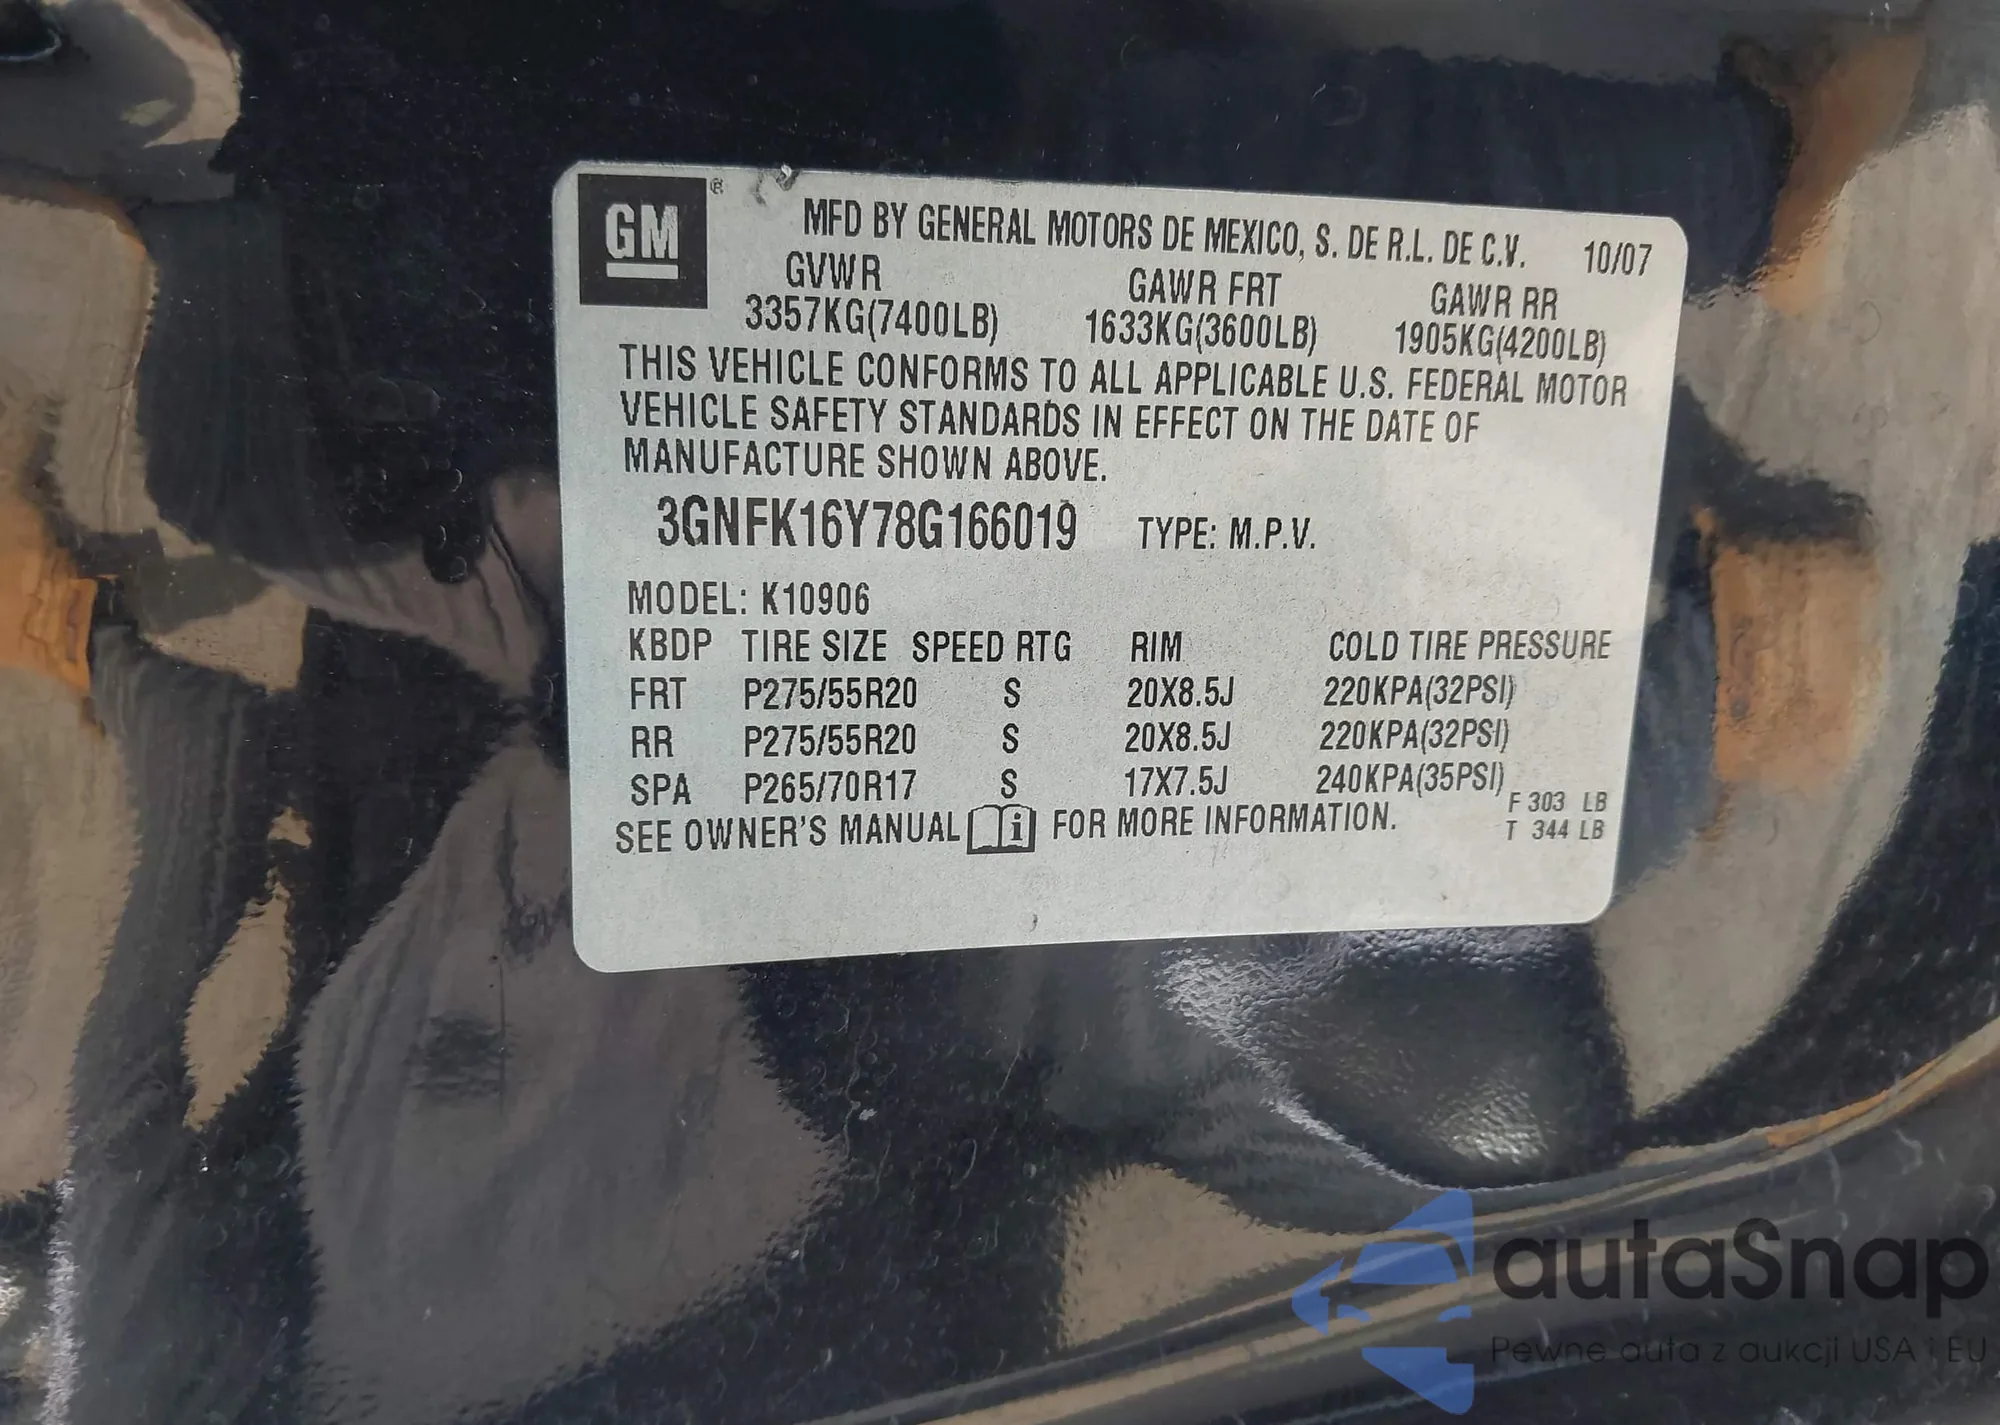 GM ®
MFD BY GENERAL MOTORS DE MEXICO, S. DE R.L. DE C.V. 10/07
GVWR GAWR FRT GAWR RR
3357KG(7400LB) 1633KG(3600LB) 1905KG(4200LB)
THIS VEHICLE CONFORMS TO ALL APPLICABLE U.S. FEDERAL MOTOR
VEHICLE SAFETY STANDARDS IN EFFECT ON THE DATE OF
MANUFACTURE SHOWN ABOVE.
3GNFK16Y78G166019 TYPE: M.P.V.
MODEL: K10906
KBDP TIRE SIZE SPEED RTG RIM COLD TIRE PRESSURE
FRT P275/55R20 S 20X8.5J 220KPA(32PSI)
RR P275/55R20 S 20X8.5J 220KPA(32PSI)
SPA P265/70R17 S 17X7.5J 240KPA(35PSI)
F 303 LB
SEE OWNER'S MANUAL i FOR MORE INFORMATION.
T 344 LB
autaSnap
Pewne auta z aukcji USA i EU